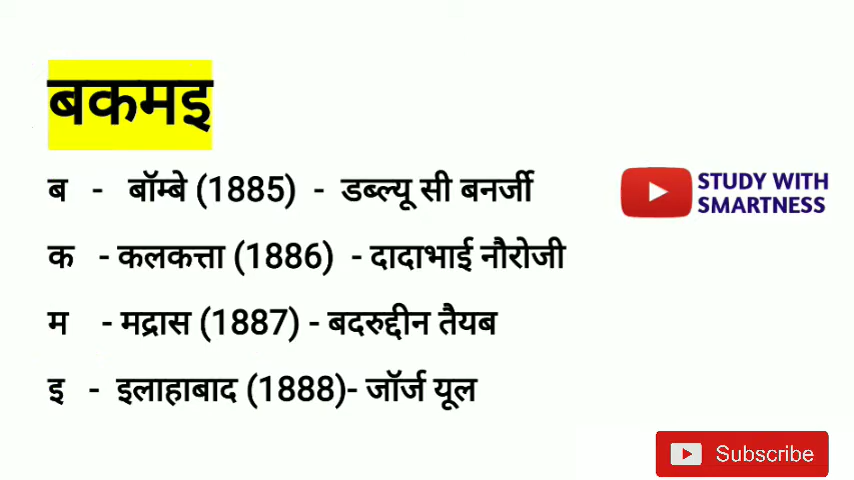 बकमइ
ब - बॉम्बे (1885) - डब्ल्यू सी बनर्जी
STUDY WITH
SMARTNESS
क - कलकत्ता (1886) - दादाभाई नौरोजी
म - मद्रास (1887) - बदरुद्दीन तैयब
इ - इलाहाबाद (1888)- जॉर्ज यूल
Subscribe